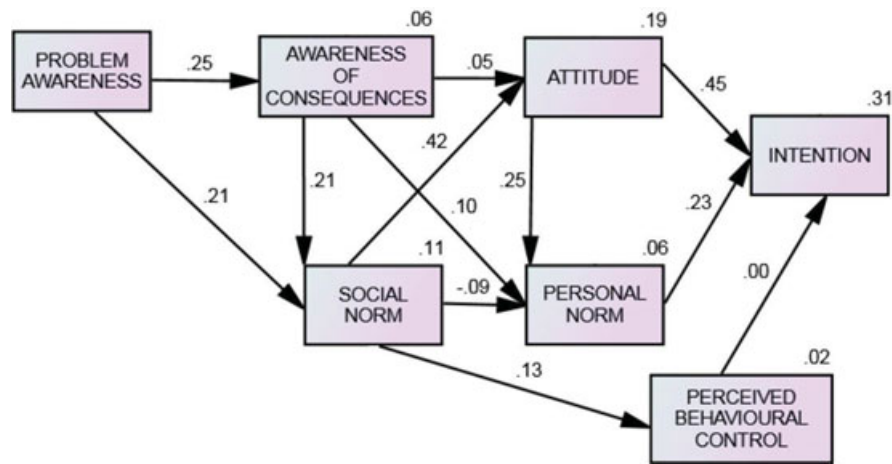 .06
.19
PROBLEM
AWARENESS
.25
AWARENESS
OF
CONSEQUENCES
.05
ATTITUDE
.45
.31
INTENTION
.42
.21
.21
.10
.25
.23
.11
.06
SOCIAL
NORM
-.09
PERSONAL
NORM
.00
.13
.02
PERCEIVED
BEHAVIOURAL
CONTROL